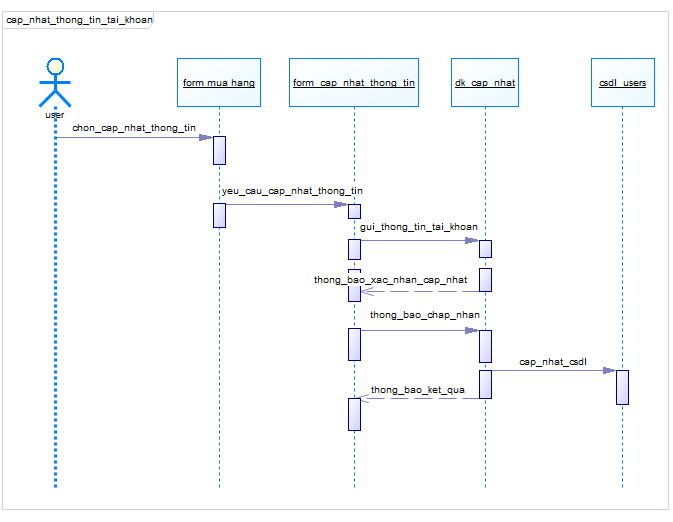 cap_nhat_thong_tin_tai_khoan
user
form mua hang
form_cap_nhat_thong_tin
dk_cap_nhat
csdl_users
chon_cap_nhat_thong_tin
yeu_cau_cap_nhat_thong_tin
gui_thong_tin_tai_khoan
thong_bao_xac_nhan_cap_nhat
thong_bao_chap_nhan
cap_nhat_csdl
thong_bao_ket_qua